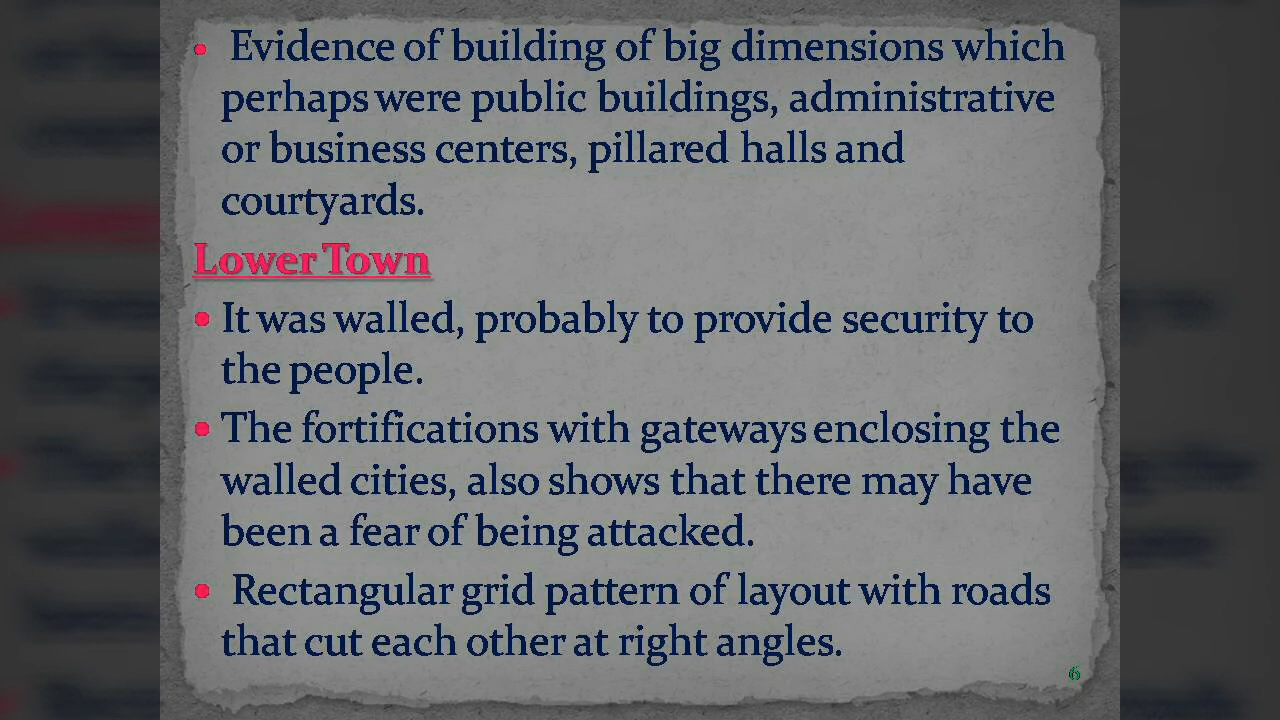 • Evidence of building of big dimensions which
perhaps were public buildings, administrative
or business centers, pillared halls and
courtyards.
Lower Town
• It was walled, probably to provide security to
the people.
• The fortifications with gateways enclosing the
walled cities, also shows that there may have
been a fear of being attacked.
• Rectangular grid pattern of layout with roads
that cut each other at right angles.
6